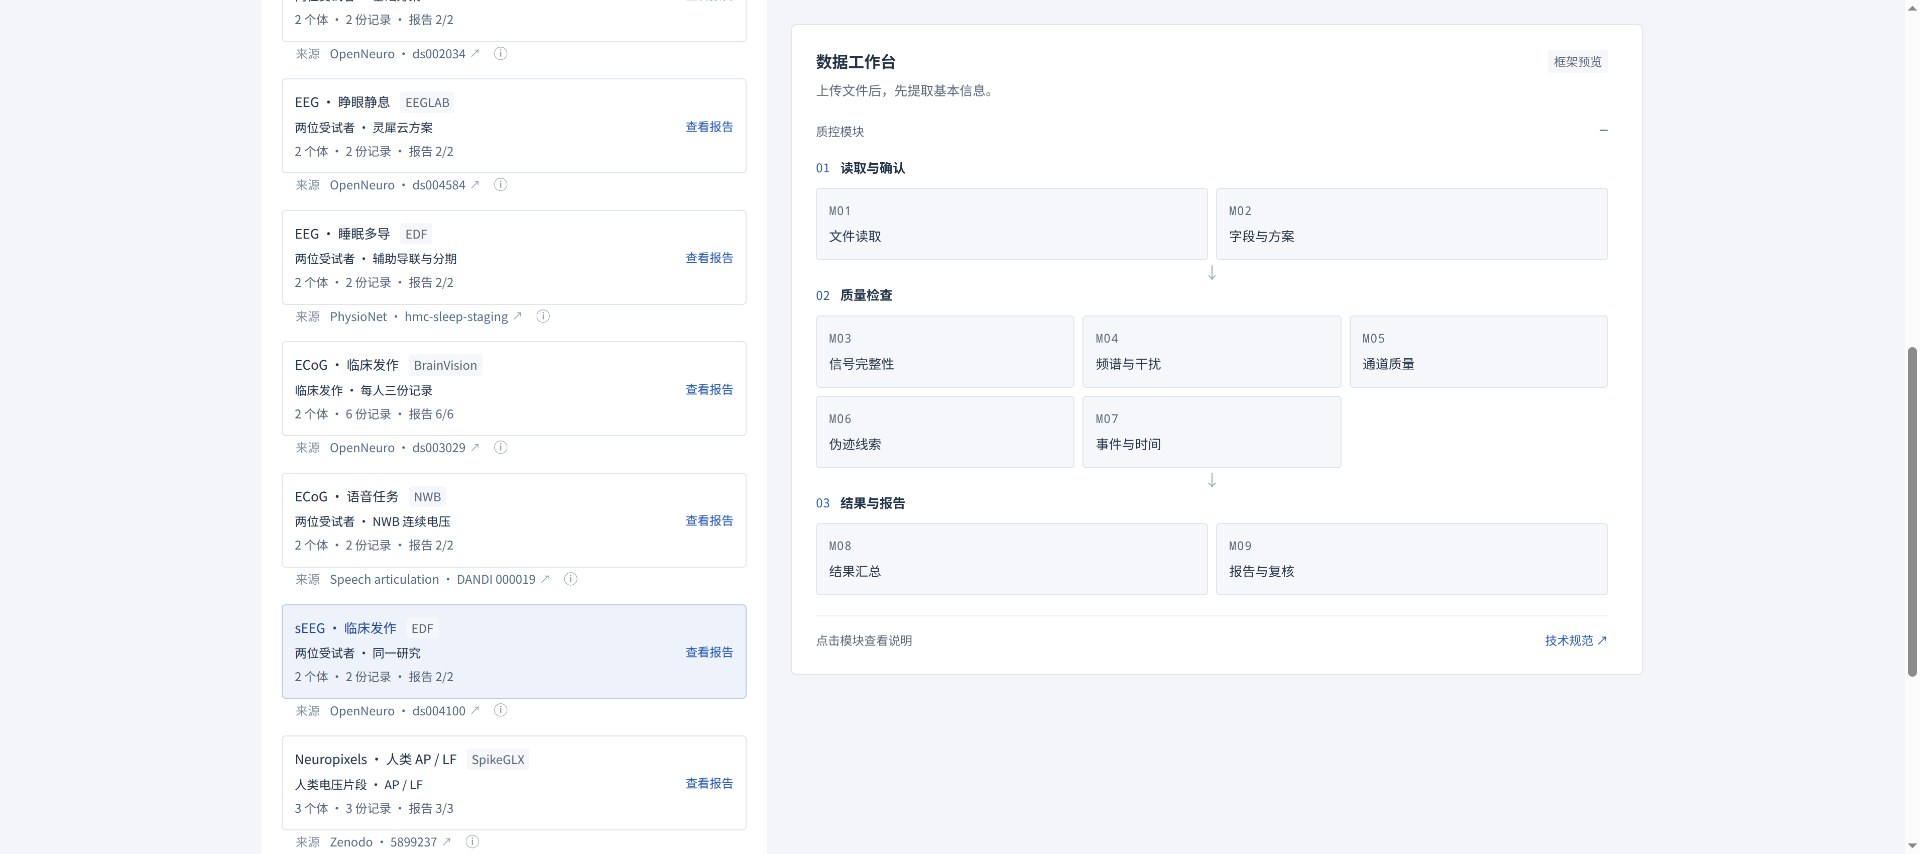 2 个体 • 2 份记录 • 报告 2/2
来源 OpenNeuro • ds002034 ↗ ⓘ
EEG • 睁眼静息 EEGLAB
两位受试者 • 灵犀云方案
查看报告
2 个体 • 2 份记录 • 报告 2/2
来源 OpenNeuro • ds004584 ↗ ⓘ
EEG • 睡眠多导 EDF
两位受试者 • 辅助导联与分期
查看报告
2 个体 • 2 份记录 • 报告 2/2
来源 PhysioNet • hmc-sleep-staging ↗ ⓘ
ECoG • 临床发作 BrainVision
临床发作 • 每人三份记录
查看报告
2 个体 • 6 份记录 • 报告 6/6
来源 OpenNeuro • ds003029 ↗ ⓘ
ECoG • 语音任务 NWB
两位受试者 • NWB 连续电压
查看报告
2 个体 • 2 份记录 • 报告 2/2
来源 Speech articulation • DANDI 000019 ↗ ⓘ
sEEG • 临床发作 EDF
两位受试者 • 同一研究
查看报告
2 个体 • 2 份记录 • 报告 2/2
来源 OpenNeuro • ds004100 ↗ ⓘ
Neuropixels • 人类 AP / LF SpikeGLX
人类电压片段 • AP / LF
查看报告
3 个体 • 3 份记录 • 报告 3/3
来源 Zenodo • 5899237 ↗ ⓘ
数据工作台
框架预览
上传文件后，先提取基本信息。
质控模块 −
01 读取与确认
M01
文件读取
M02
字段与方案
↓
02 质量检查
M03
信号完整性
M04
频谱与干扰
M05
通道质量
M06
伪迹线索
M07
事件与时间
↓
03 结果与报告
M08
结果汇总
M09
报告与复核
点击模块查看说明
技术规范 ↗